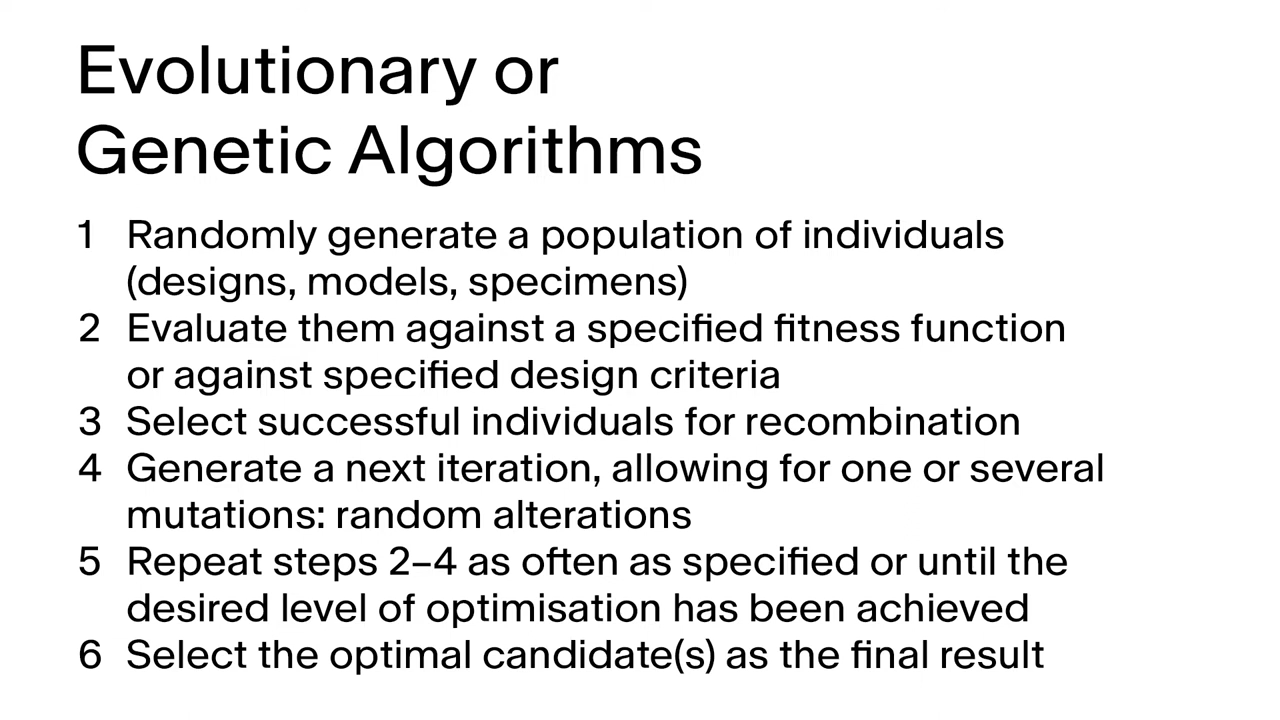 Evolutionary or
Genetic Algorithms
1 Randomly generate a population of individuals
(designs, models, specimens)
2 Evaluate them against a specified fitness function
or against specified design criteria
3 Select successful individuals for recombination
4 Generate a next iteration, allowing for one or several
mutations: random alterations
5 Repeat steps 2–4 as often as specified or until the
desired level of optimisation has been achieved
6 Select the optimal candidate(s) as the final result